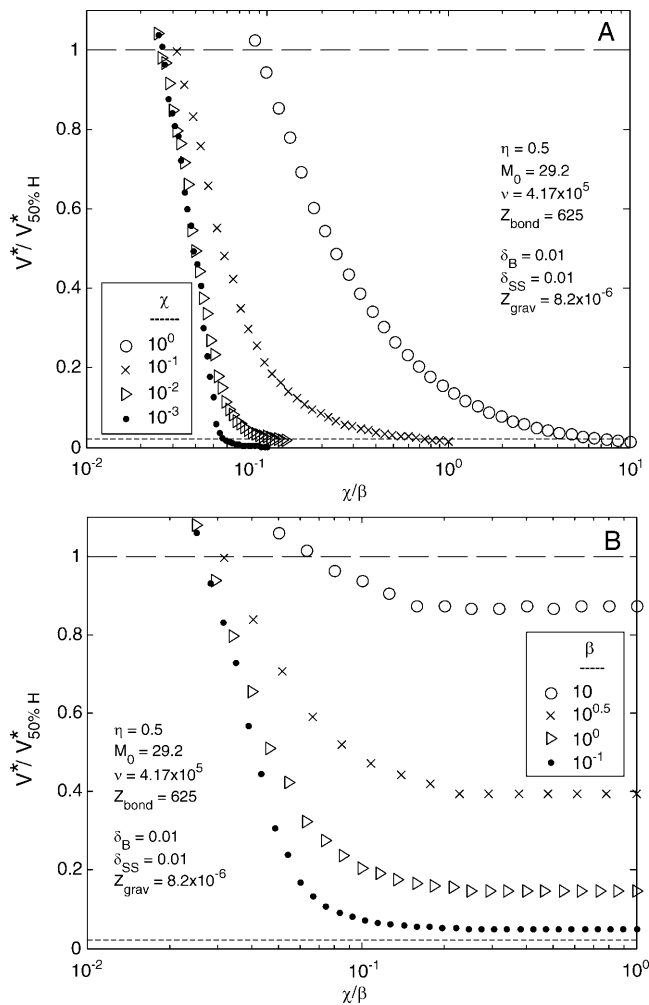 A
1
0.8
0.6
0.4
0.2
0
V*/ V*50% H
η = 0.5
M0 = 29.2
ν = 4.17x10^5
Zbond = 625
δB = 0.01
δSS = 0.01
Zgrav = 8.2x10^-6
χ
10^0
10^-1
10^-2
10^-3
10^-2
10^-1
10^0
10^1
χ/β
B
1
0.8
0.6
0.4
0.2
0
V*/ V*50% H
β
10
10^0.5
10^0
10^-1
η = 0.5
M0 = 29.2
ν = 4.17x10^5
Zbond = 625
δB = 0.01
δSS = 0.01
Zgrav = 8.2x10^-6
10^-2
10^-1
10^0
χ/β